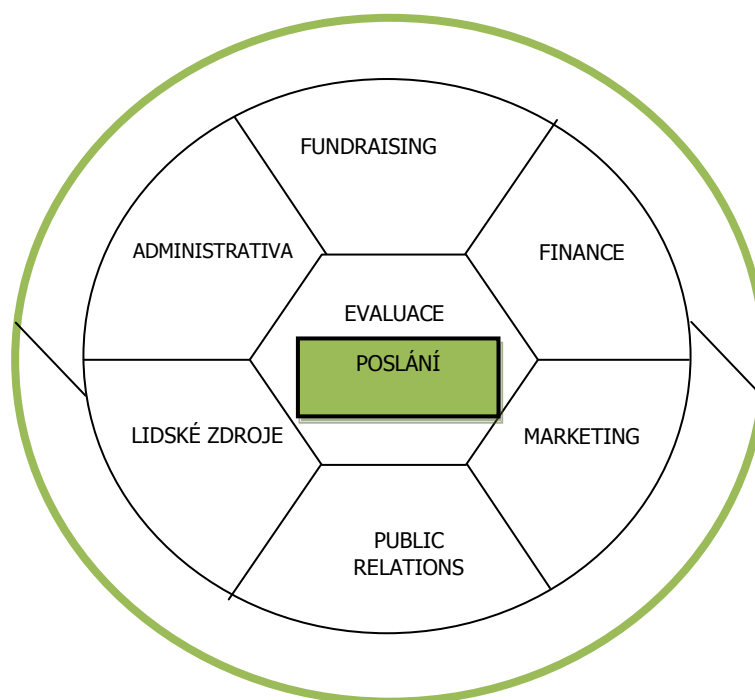 FUNDRAISING
ADMINISTRATIVA
FINANCE
EVALUACE
POSLÁNÍ
LIDSKÉ ZDROJE
MARKETING
PUBLIC
RELATIONS